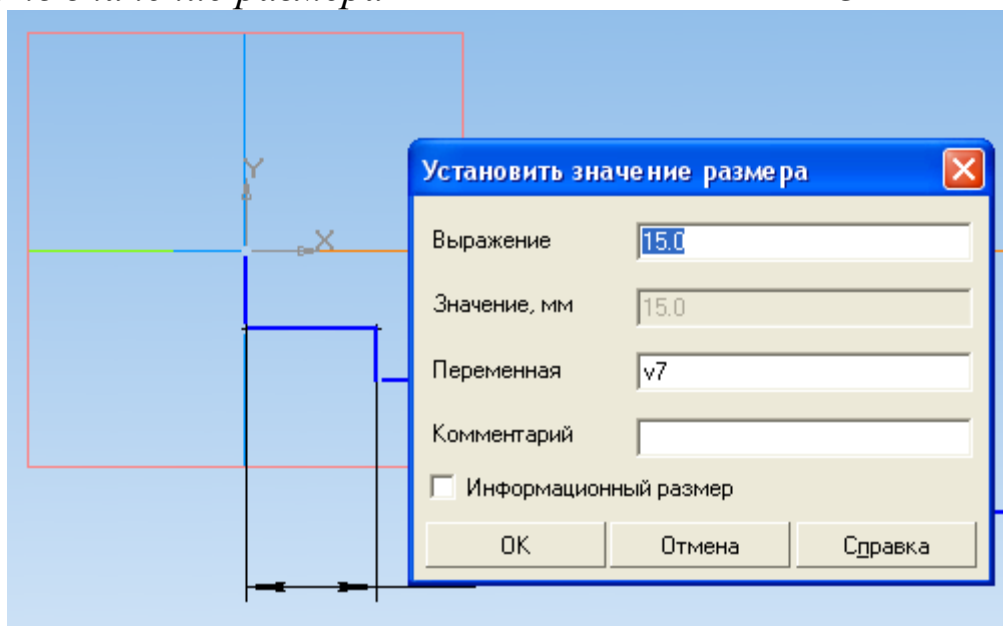 Y
X
Установить значение размера
Выражение 15.0
Значение, мм 15.0
Переменная v7
Комментарий
Информационный размер
OK Отмена Справка